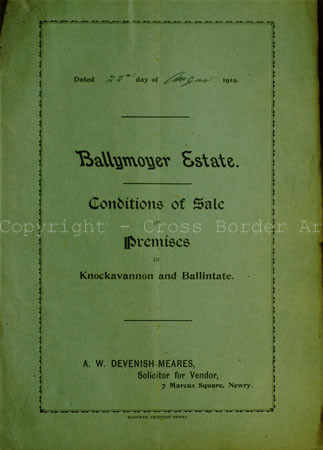 Dated 22nd day of August 1919.
Ballymoyer Estate.
Conditions of Sale
OF
Copyright - Cross Border Ar
Premises
IN
Knockavannon and Ballintate.
A. W. DEVENISH-MEARES,
Solicitor for Vendor,
7 Marcus Square, Newry.